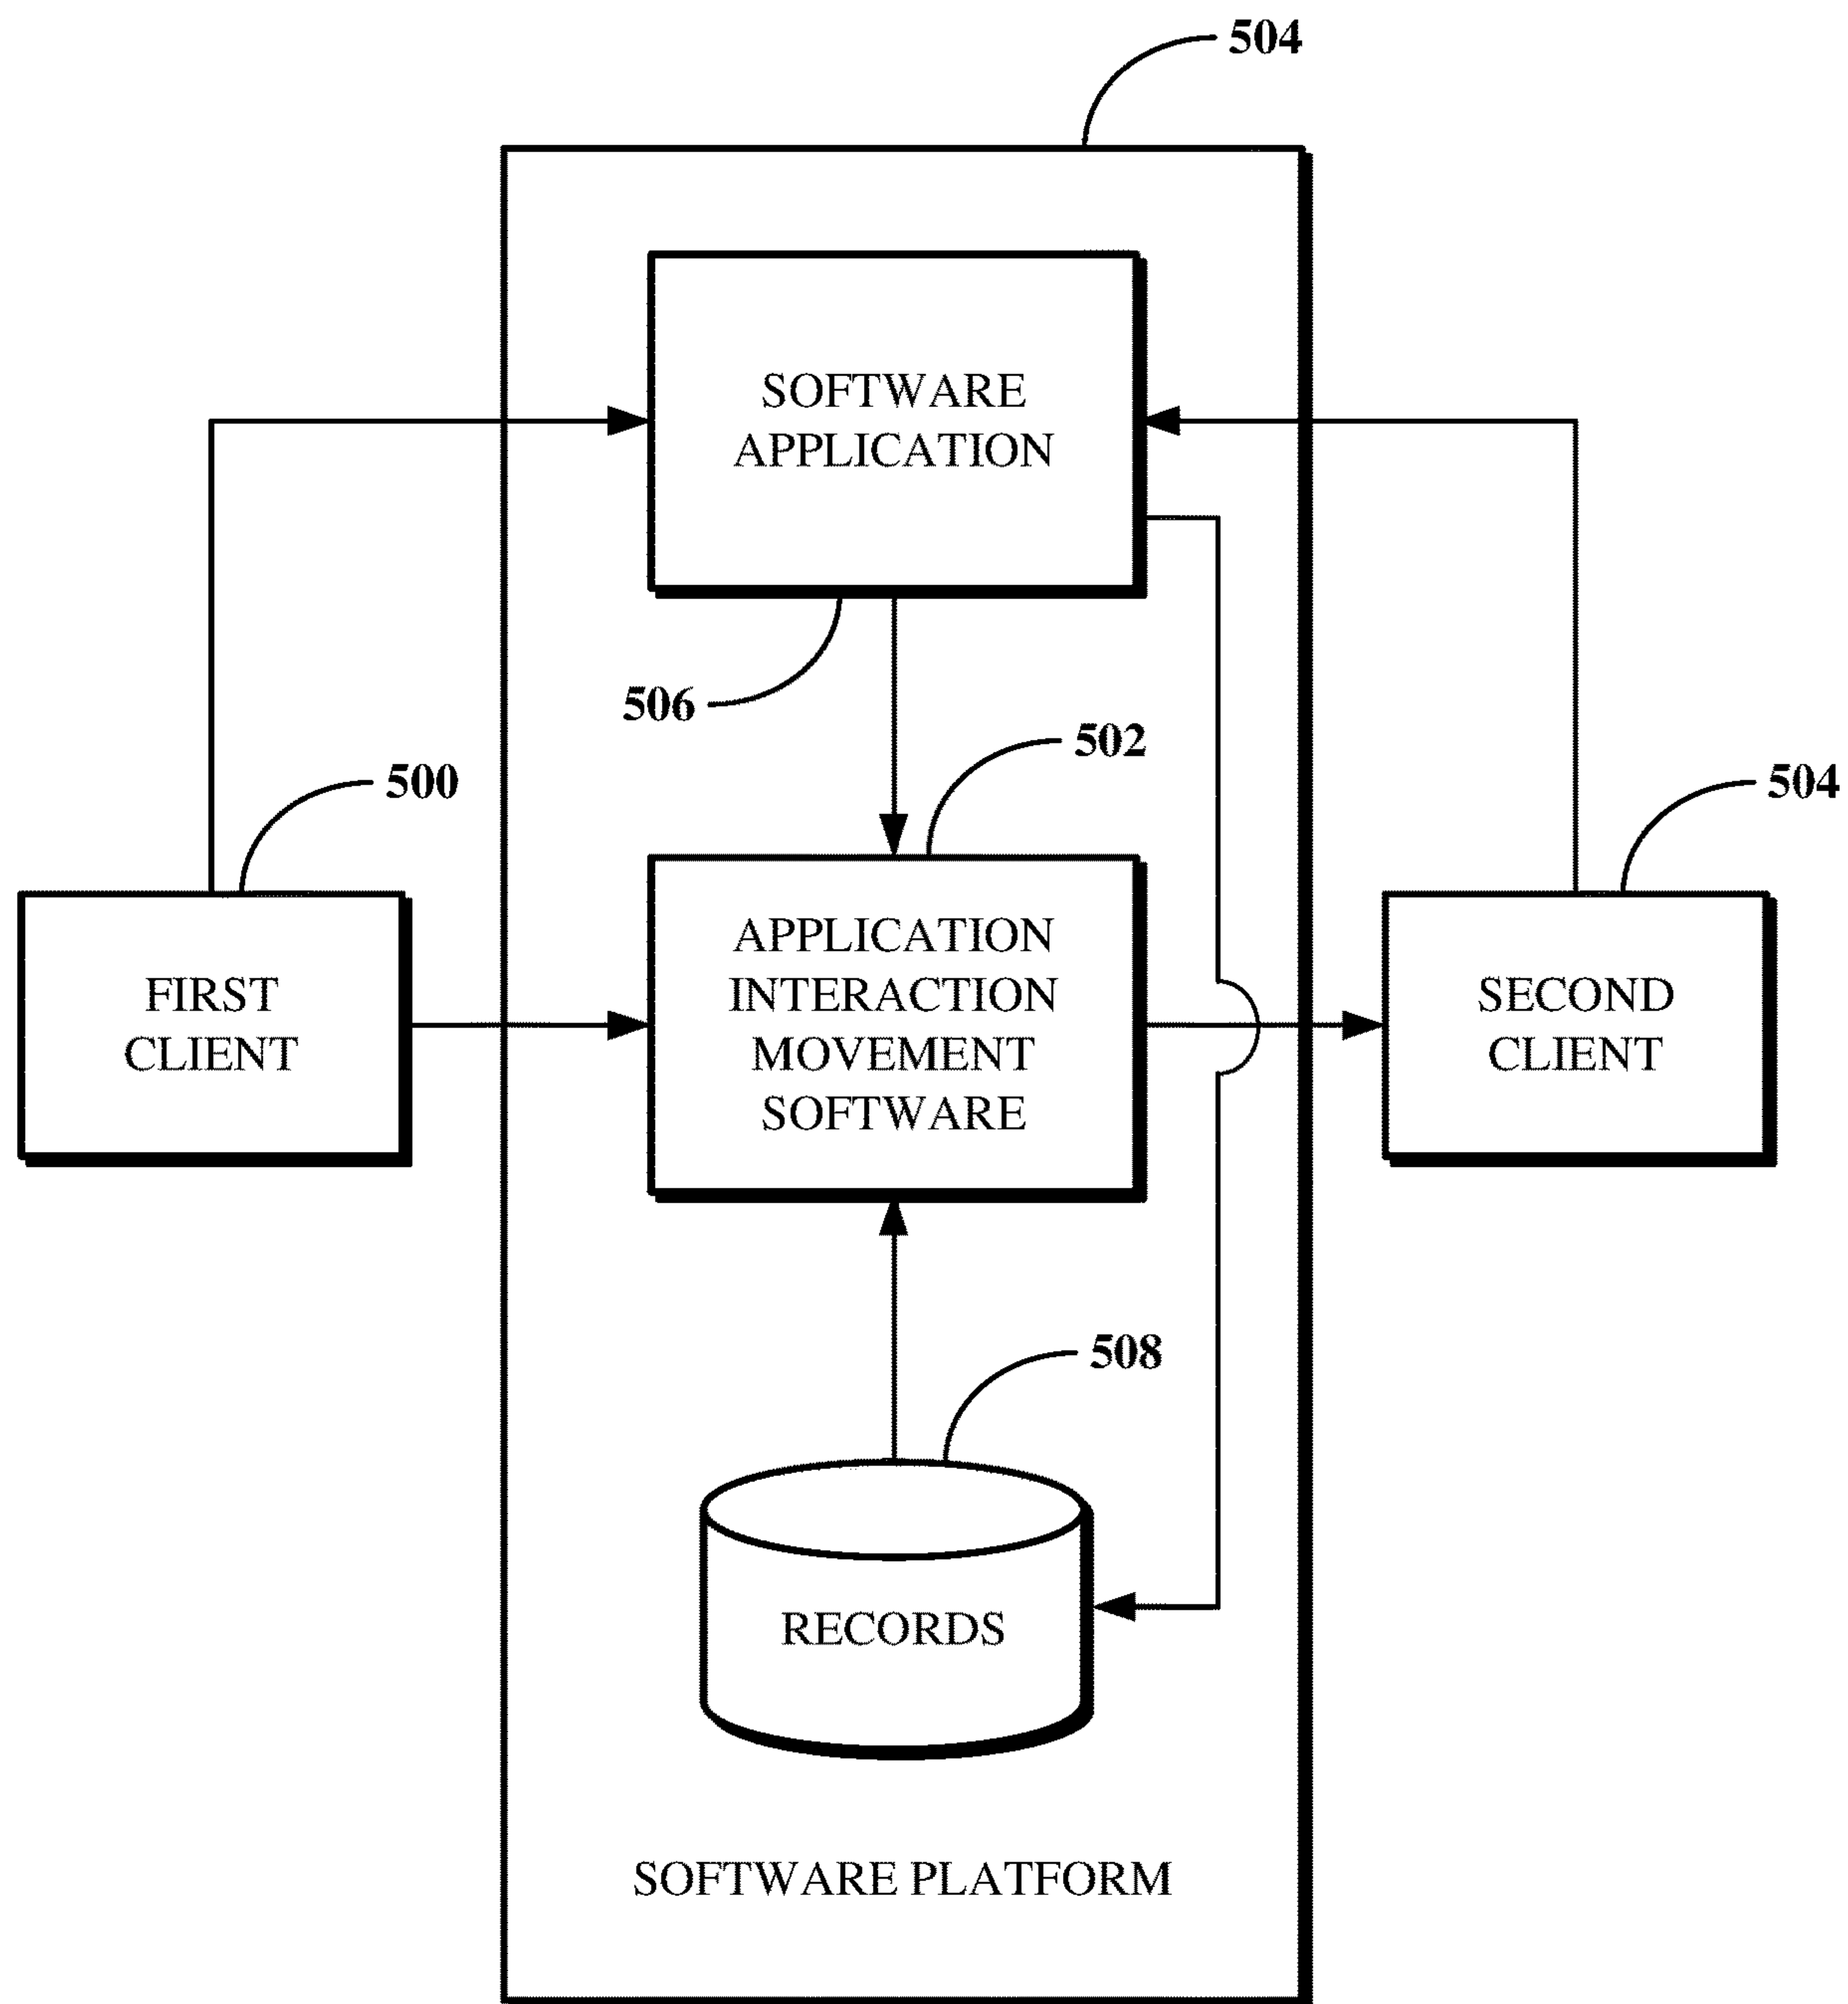 504
SOFTWARE
APPLICATION
506
502
500
504
APPLICATION
INTERACTION
MOVEMENT
SOFTWARE
FIRST
CLIENT
SECOND
CLIENT
508
RECORDS
SOFTWARE PLATFORM